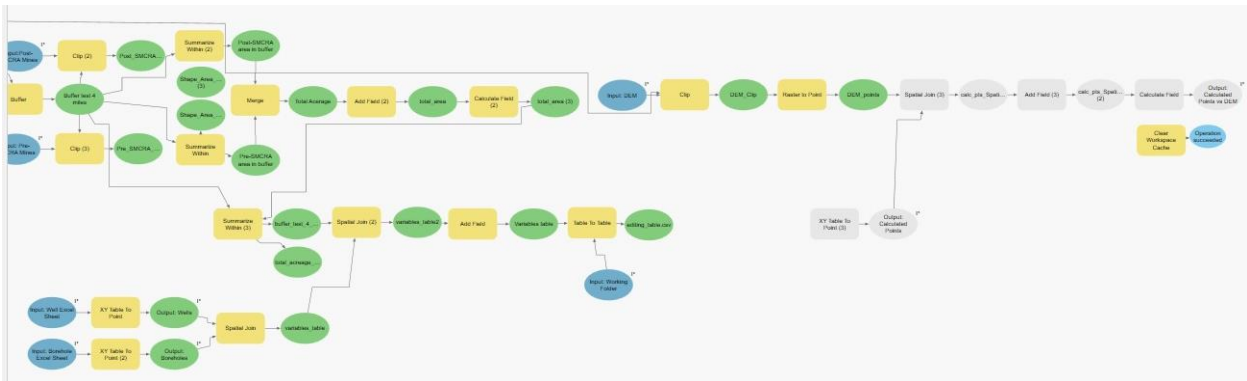 Input:Post-
SMCRA Mines
Clip (2)
Post_SMCRA...
Summarize
Within (2)
Post-SMCRA
area in buffer
Buffer
Buffer last 4
miles
Shape_Area_...
(3)
Shape_Area_...
Merge
Total Average
Add Field (2)
total_area
Calculate Field
(2)
total_area (3)
Input: Pre-
SMCRA Mines
Clip (3)
Pre_SMCRA_...
Summarize
Within
Pre-SMCRA
area in buffer
Input: DEM
Clip
DEM_Clip
Raster to Point
DEM_points
Spatial Join (3)
calc_pts_Spati...
Add Field (3)
calc_pts_Spati...
(2)
Calculate Field
Output:
Calculated
Points vs DEM
Clear
Workspace
Cache
Operation
succeeded
XY Table To
Point (3)
Output:
Calculated
Points
Summarize
Within (3)
buffer_last_4_...
Spatial Join (2)
variables_table2
Add Field
Variables table
Table To Table
editing_table.csv
total_acreage_...
Input: Working
Folder
Input: Well Excel
Sheet
XY Table To
Point
Output: Wells
Spatial Join
variables_table
Input: Borehole
Excel Sheet
XY Table To
Point (2)
Output:
Boreholes